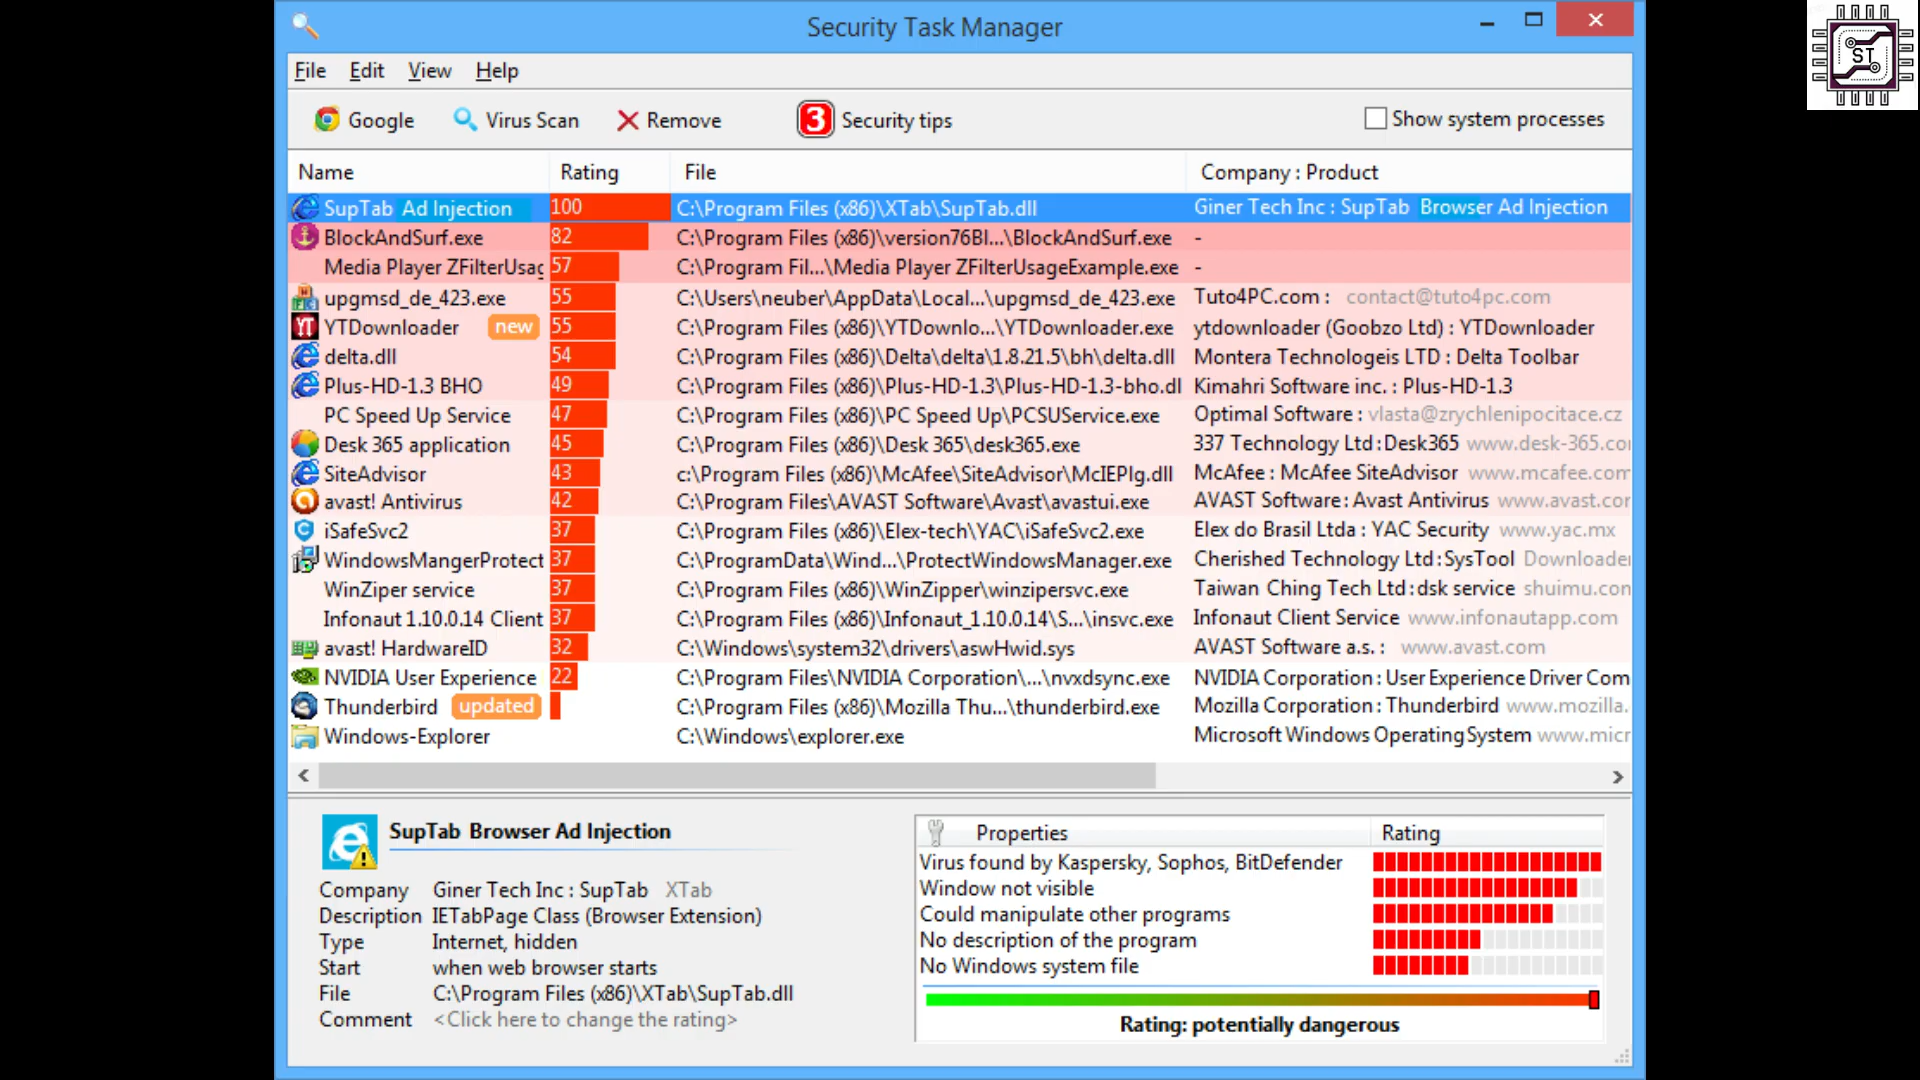 Security Task Manager
ST
File Edit View Help
Google Virus Scan Remove 3 Security tips Show system processes
Name Rating File Company : Product
SupTab Ad Injection 100 C:\Program Files (x86)\XTab\SupTab.dll Giner Tech Inc : SupTab Browser Ad Injection
BlockAndSurf.exe 82 C:\Program Files (x86)\version76Bl...\BlockAndSurf.exe -
Media Player ZFilterUsag 57 C:\Program Fil...\Media Player ZFilterUsageExample.exe -
upgmsd_de_423.exe 55 C:\Users\neuber\AppData\Local...\upgmsd_de_423.exe Tuto4PC.com : contact@tuto4pc.com
YTDownloader new 55 C:\Program Files (x86)\YTDownlo...\YTDownloader.exe ytdownloader (Goobzo Ltd) : YTDownloader
delta.dll 54 C:\Program Files (x86)\Delta\delta\1.8.21.5\bh\delta.dll Montera Technologeis LTD : Delta Toolbar
Plus-HD-1.3 BHO 49 C:\Program Files (x86)\Plus-HD-1.3\Plus-HD-1.3-bho.dl Kimahri Software inc. : Plus-HD-1.3
PC Speed Up Service 47 C:\Program Files (x86)\PC Speed Up\PCSUService.exe Optimal Software : vlasta@zrychlenipocitace.cz
Desk 365 application 45 C:\Program Files (x86)\Desk 365\desk365.exe 337 Technology Ltd:Desk365 www.desk-365.co
SiteAdvisor 43 c:\Program Files (x86)\McAfee\SiteAdvisor\McIEPlg.dll McAfee : McAfee SiteAdvisor www.mcafee.com
avast! Antivirus 42 C:\Program Files\AVAST Software\Avast\avastui.exe AVAST Software: Avast Antivirus www.avast.cor
iSafeSvc2 37 C:\Program Files (x86)\Elex-tech\YAC\iSafeSvc2.exe Elex do Brasil Ltda : YAC Security www.yac.mx
WindowsMangerProtect 37 C:\ProgramData\Wind...\ProtectWindowsManager.exe Cherished Technology Ltd:SysTool Downloade
WinZiper service 37 C:\Program Files (x86)\WinZipper\winzipersvc.exe Taiwan Ching Tech Ltd:dsk service shuimu.con
Infonaut 1.10.0.14 Client 37 C:\Program Files (x86)\Infonaut_1.10.0.14\S...\insvc.exe Infonaut Client Service www.infonautapp.com
avast! HardwareID 32 C:\Windows\system32\drivers\aswHwid.sys AVAST Software a.s. : www.avast.com
NVIDIA User Experience 22 C:\Program Files\NVIDIA Corporation\...\nvxdsync.exe NVIDIA Corporation : User Experience Driver Com
Thunderbird updated C:\Program Files (x86)\Mozilla Thu...\thunderbird.exe Mozilla Corporation : Thunderbird www.mozilla.
Windows-Explorer C:\Windows\explorer.exe Microsoft Windows OperatingSystem www.micr
SupTab Browser Ad Injection
Company Giner Tech Inc : SupTab XTab
Description IETabPage Class (Browser Extension)
Type Internet, hidden
Start when web browser starts
File C:\Program Files (x86)\XTab\SupTab.dll
Comment <Click here to change the rating>
Properties Rating
Virus found by Kaspersky, Sophos, BitDefender
Window not visible
Could manipulate other programs
No description of the program
No Windows system file
Rating: potentially dangerous